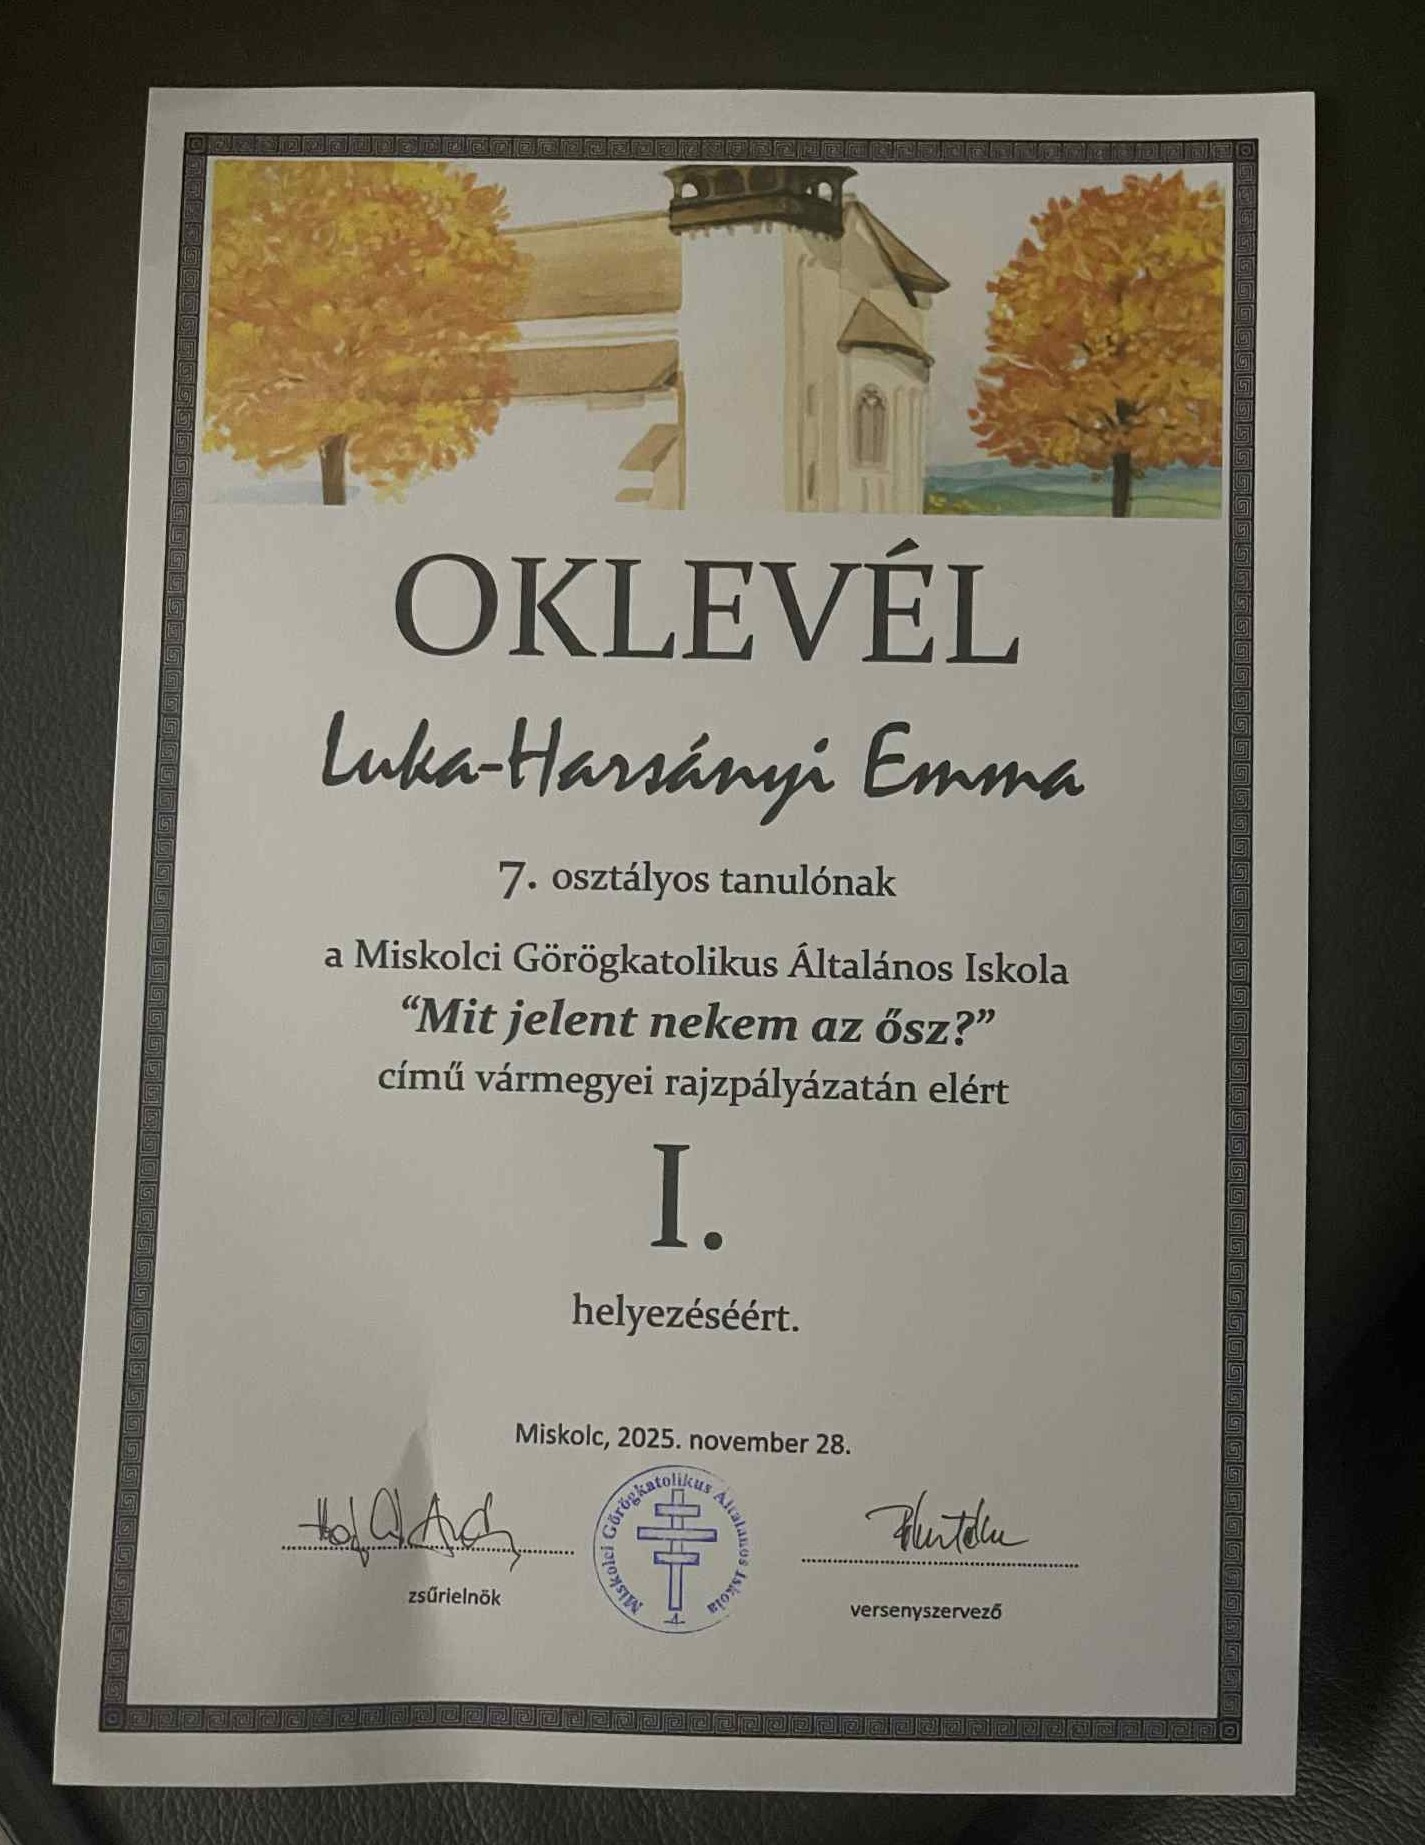 OKLEVÉL
Luka-Harsányi Emma
7. osztályos tanulónak
a Miskolci Görögkatolikus Általános Iskola
“Mit jelent nekem az ősz?”
című vármegyei rajzpályázatán elért
I.
helyezéséért.
Miskolc, 2025. november 28.
Miskolci Görögkatolikus Általános Iskola
4
zsűrielnök
versenyszervező